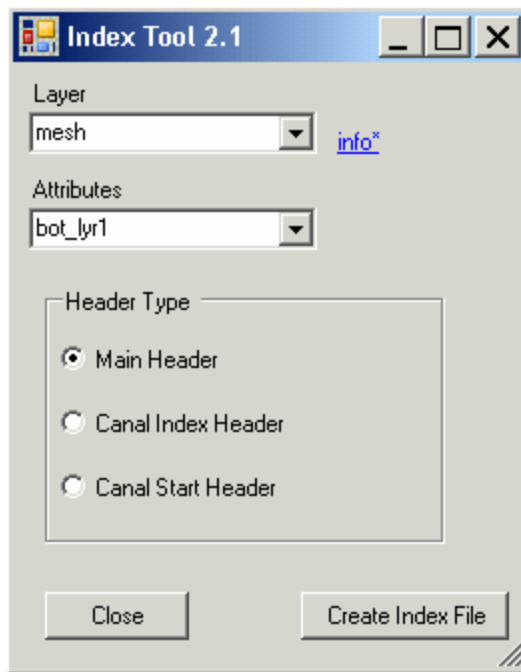 Index Tool 2.1
Layer
mesh
info*
Attributes
bot_lyr1
Header Type
Main Header
Canal Index Header
Canal Start Header
Close
Create Index File